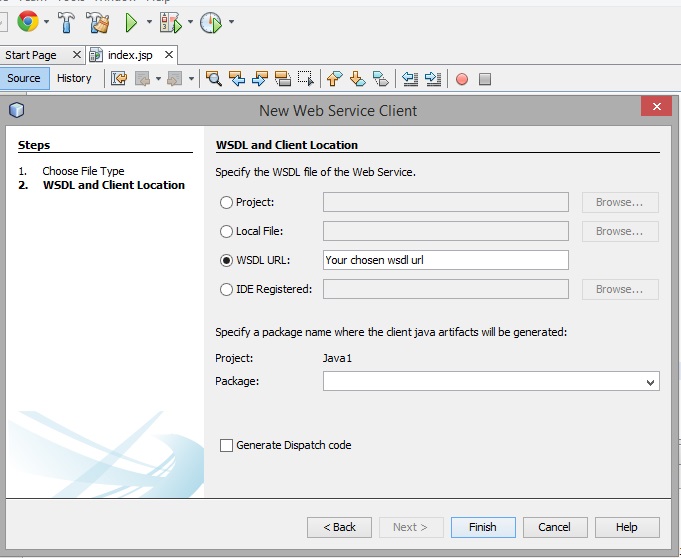 Start Page
index.jsp
Source
History
New Web Service Client
Steps
1. Choose File Type
2. WSDL and Client Location
WSDL and Client Location
Specify the WSDL file of the Web Service.
Project: Browse...
Local File: Browse...
WSDL URL: Your chosen wsdl url
IDE Registered: Browse...
Specify a package name where the client java artifacts will be generated:
Project: Java1
Package:
Generate Dispatch code
< Back
Next >
Finish
Cancel
Help